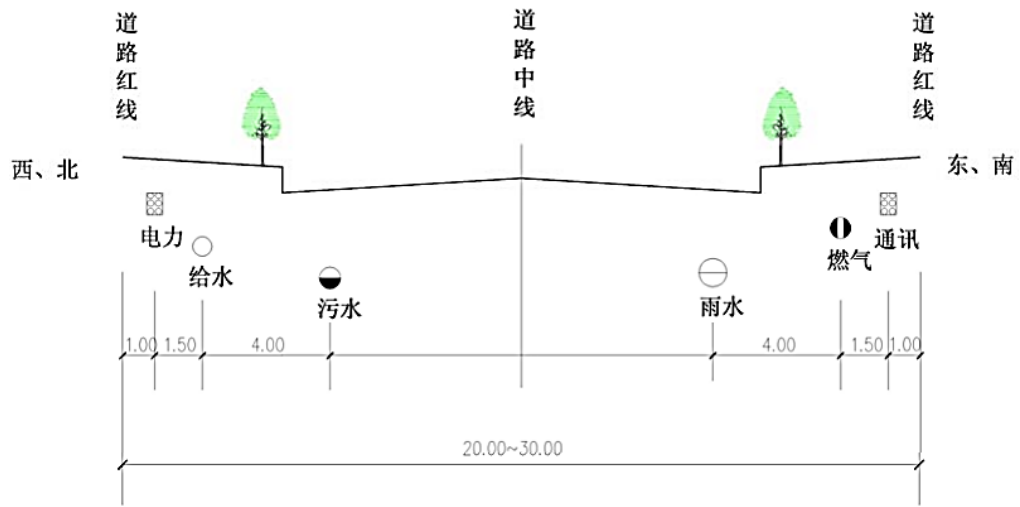 道路红线
道路中线
道路红线
西、北
东、南
电力
给水
污水
雨水
燃气
通讯
1.00
1.50
4.00
4.00
1.50
1.00
20.00~30.00